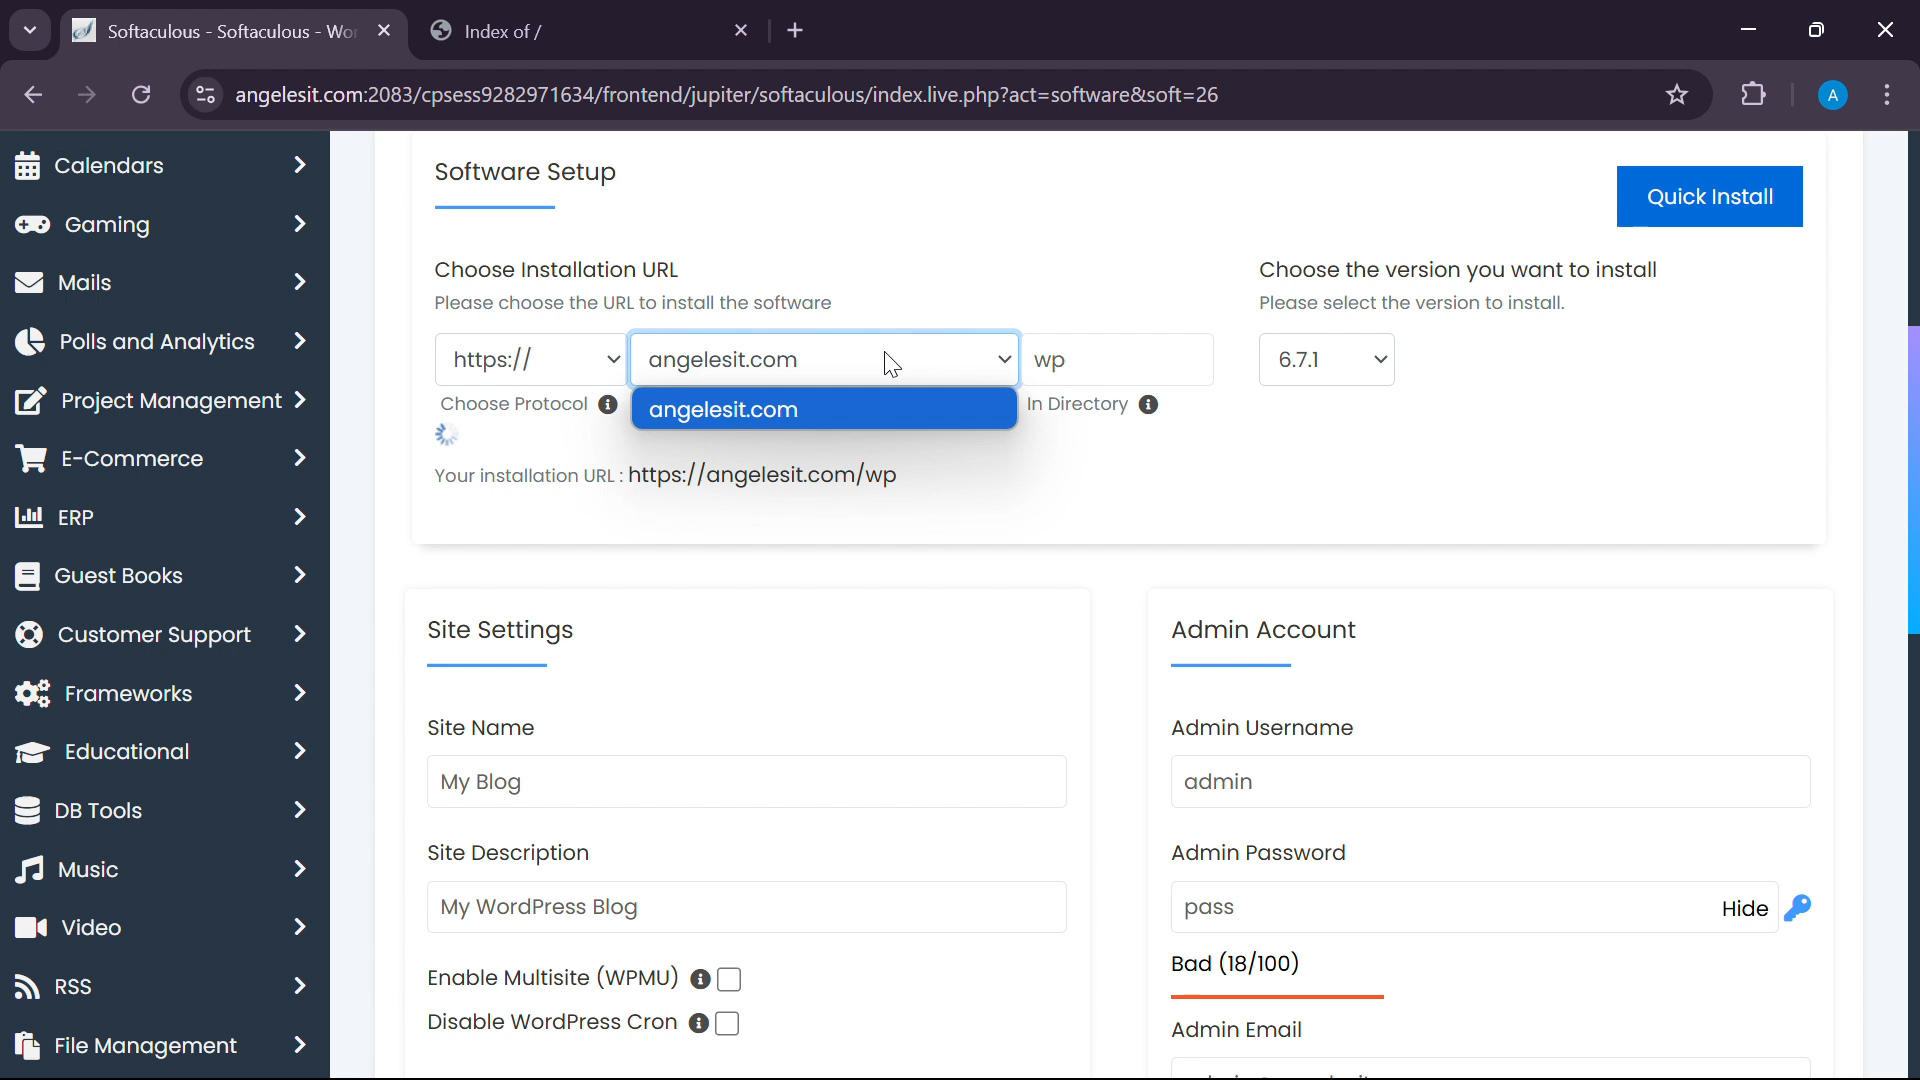 Softaculous - Softaculous - Wor
Index of /
angelesit.com:2083/cpsess9282971634/frontend/jupiter/softaculous/index.live.php?act=software&soft=26
A
Calendars
Gaming
Mails
Polls and Analytics
Project Management
E-Commerce
ERP
Guest Books
Customer Support
Frameworks
Educational
DB Tools
Music
Video
RSS
File Management
Software Setup
Quick Install
Choose Installation URL
Please choose the URL to install the software
https://
angelesit.com
wp
Choose Protocol
angelesit.com
In Directory
Your installation URL : https://angelesit.com/wp
Choose the version you want to install
Please select the version to install.
6.7.1
Site Settings
Site Name
My Blog
Site Description
My WordPress Blog
Enable Multisite (WPMU)
Disable WordPress Cron
Admin Account
Admin Username
admin
Admin Password
pass
Hide
Bad (18/100)
Admin Email